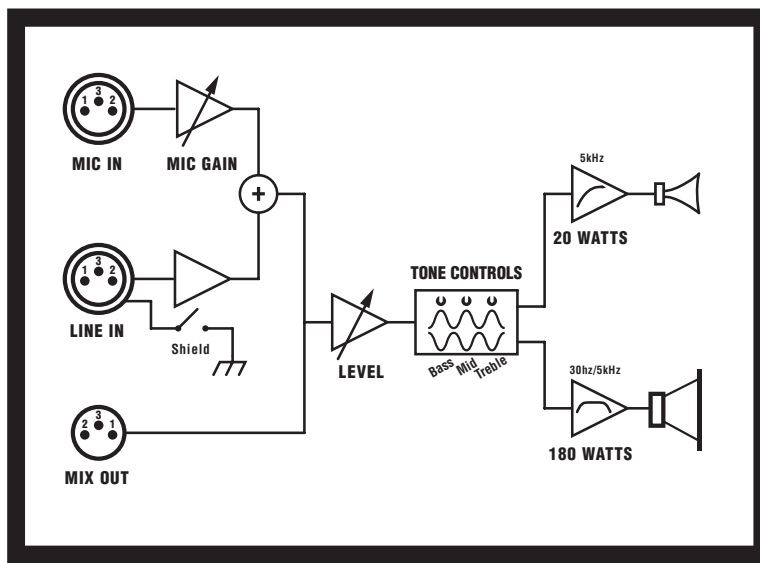 3
1 2
MIC IN
MIC GAIN
+
5kHz
20 WATTS
3
1 2
LINE IN
Shield
TONE CONTROLS
Bass Mid Treble
LEVEL
30hz/5kHz
180 WATTS
3
2 1
MIX OUT